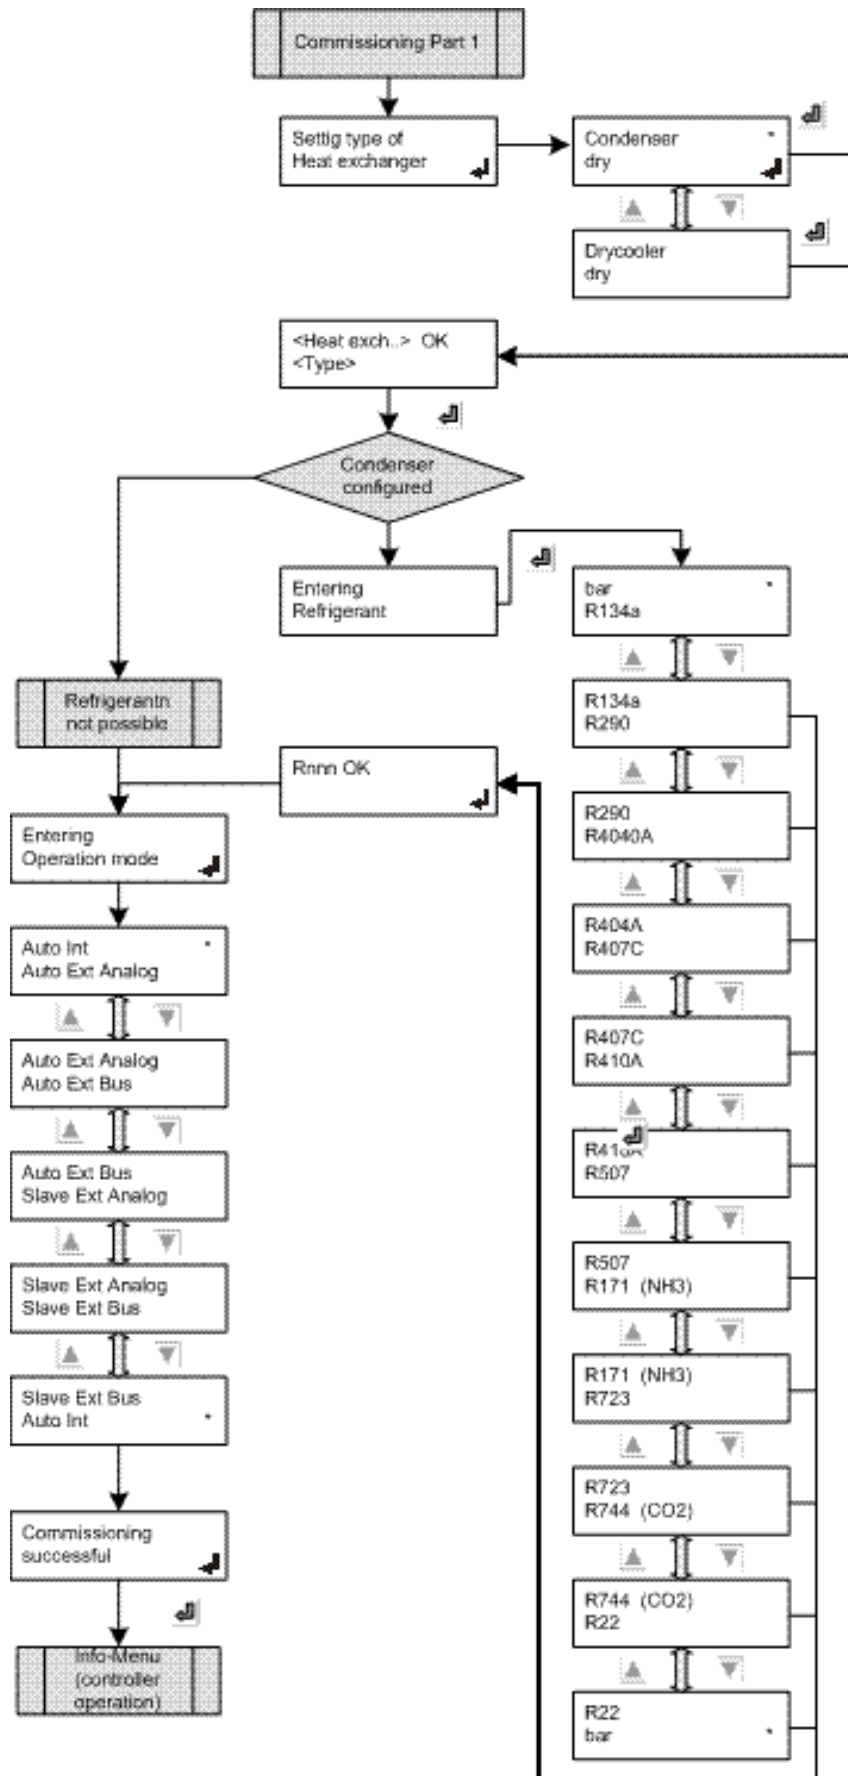 Commissioning Part 1
Settig type of
Heat exchanger
Condenser *
dry
Drycooler
dry
<Heat exch..> OK
<Type>
Condenser
configured
Entering
Refrigerant
bar *
R134a
R134a
R290
R290
R4040A
R404A
R407C
R407C
R410A
R410A
R507
R507
R171 (NH3)
R171 (NH3)
R723
R723
R744 (CO2)
R744 (CO2)
R22
R22
bar *
Refrigerantn
not possible
Rnnn OK
Entering
Operation mode
Auto Int *
Auto Ext Analog
Auto Ext Analog
Auto Ext Bus
Auto Ext Bus
Slave Ext Analog
Slave Ext Analog
Slave Ext Bus
Slave Ext Bus
Auto Int *
Commissioning
successful
Info-Menu
(controller
operation)